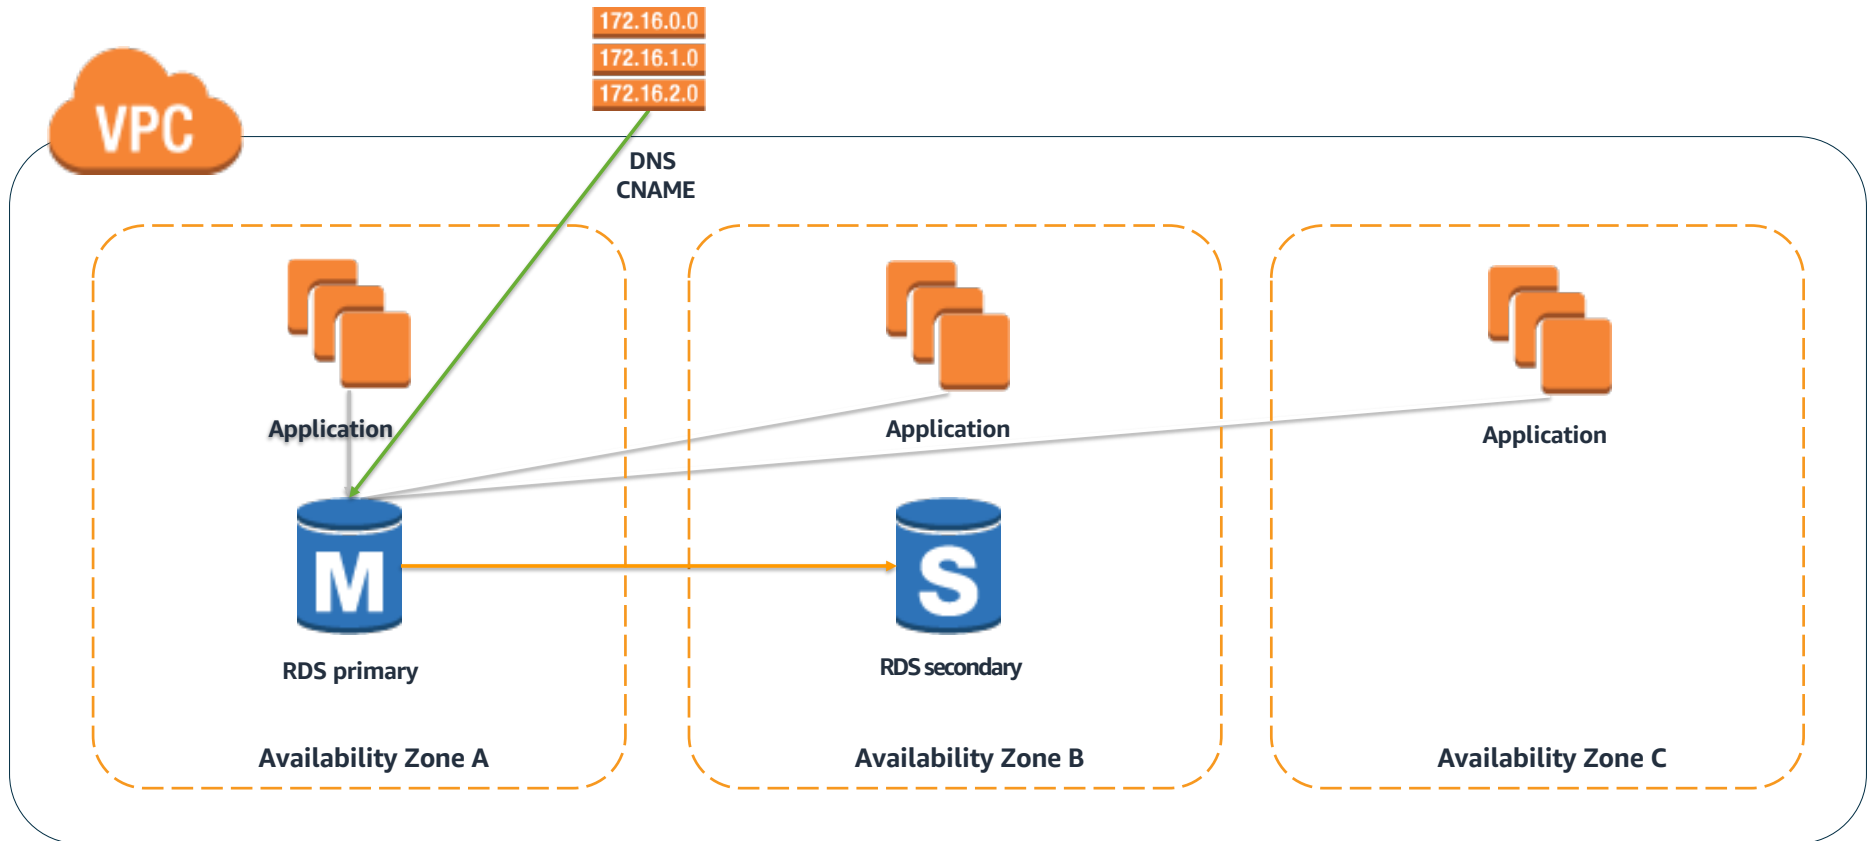 172.16.0.0
172.16.1.0
172.16.2.0
VPC
DNS
CNAME
Application
Application
Application
M
S
RDS primary
RDS secondary
Availability Zone A
Availability Zone B
Availability Zone C